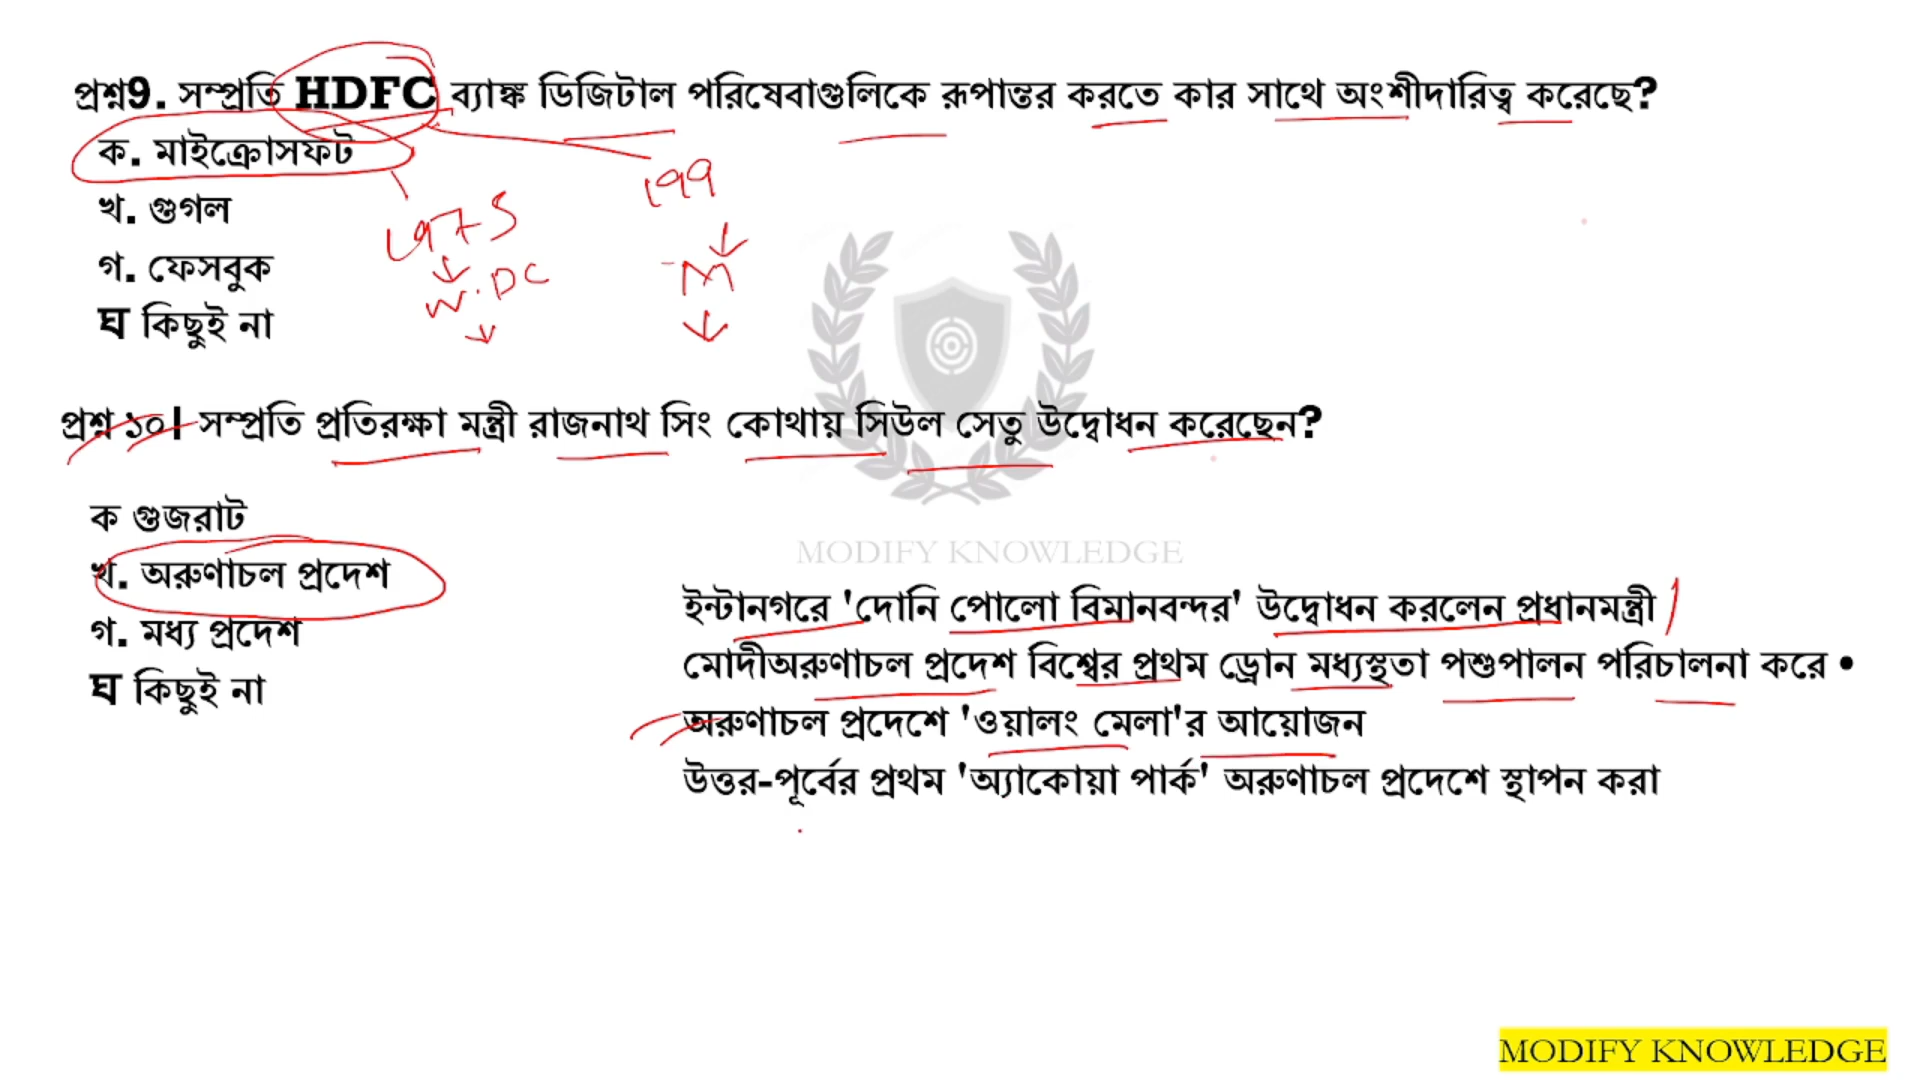 প্রশ্ন9. সম্প্রতি HDFC ব্যাঙ্ক ডিজিটাল পরিষেবাগুলিকে রূপান্তর করতে কার সাথে অংশীদারিত্ব করেছে?
ক. মাইক্রোসফট
খ. গুগল
গ. ফেসবুক
ঘ কিছুই না
1975
W.DC
199
M
প্রশ্ন ১০। সম্প্রতি প্রতিরক্ষা মন্ত্রী রাজনাথ সিং কোথায় সিউল সেতু উদ্বোধন করেছেন?
ক গুজরাট
খ. অরুণাচল প্রদেশ
গ. মধ্য প্রদেশ
ঘ কিছুই না
MODIFY KNOWLEDGE
ইন্টানগরে 'দোনি পোলো বিমানবন্দর' উদ্বোধন করলেন প্রধানমন্ত্রী
মোদীঅরুণাচল প্রদেশ বিশ্বের প্রথম ড্রোন মধ্যস্থতা পশুপালন পরিচালনা করে •
অরুণাচল প্রদেশে 'ওয়ালং মেলা'র আয়োজন
উত্তর-পূর্বের প্রথম 'অ্যাকোয়া পার্ক' অরুণাচল প্রদেশে স্থাপন করা
MODIFY KNOWLEDGE